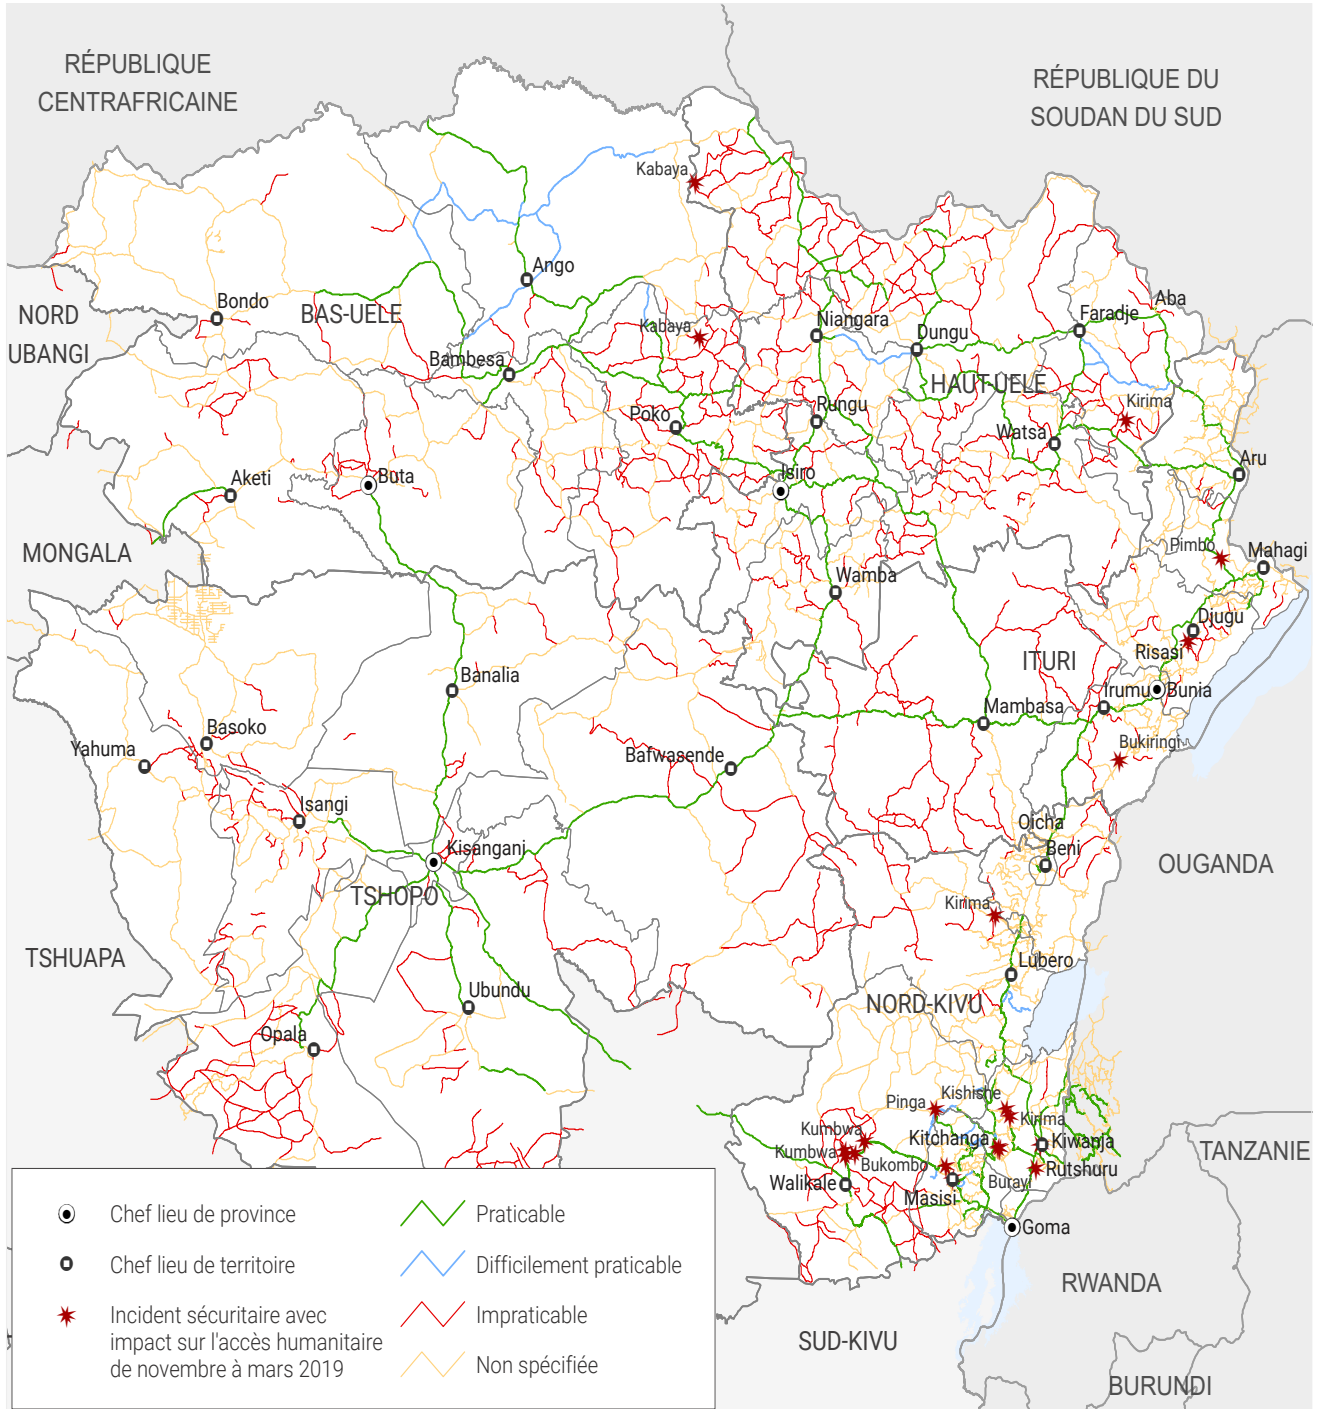 RÉPUBLIQUE
CENTRAFRICAINE
RÉPUBLIQUE DU
SOUDAN DU SUD
Kabaya
Ango
NORD
UBANGI
Bondo
BAS-UELE
Kabaya
Niangara
Dungu
Faradje
Aba
Bambesa
HAUT-UELE
Poko
Rungu
Kirima
Watsa
Aketi
Buta
Isiro
Aru
MONGALA
Pimbo
Mahagi
Wamba
Djugu
Risasi
ITURI
Banalia
Irumu
Bunia
Mambasa
Basoko
Yahuma
Bafwasende
Bukiringi
Isangi
Oicha
Beni
Kisangani
TSHOPO
OUGANDA
Kirima
TSHUAPA
Lubero
Ubundu
NORD-KIVU
Opala
Pinga
Kishishe
Kirima
Kumbwa
Kitchanga
Kiwanja
TANZANIE
Kumbwa
Bukombo
Rutshuru
Walikale
Masisi
Burayi
Goma
RWANDA
SUD-KIVU
BURUNDI
Chef lieu de province
Chef lieu de territoire
Incident sécuritaire avec
impact sur l'accès humanitaire
de novembre à mars 2019
Praticable
Difficilement praticable
Impraticable
Non spécifiée